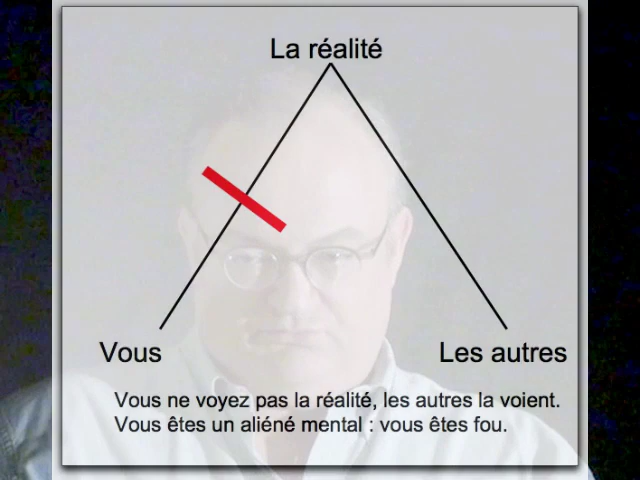 La réalité
Vous
Les autres
Vous ne voyez pas la réalité, les autres la voient.
Vous êtes un aliéné mental : vous êtes fou.